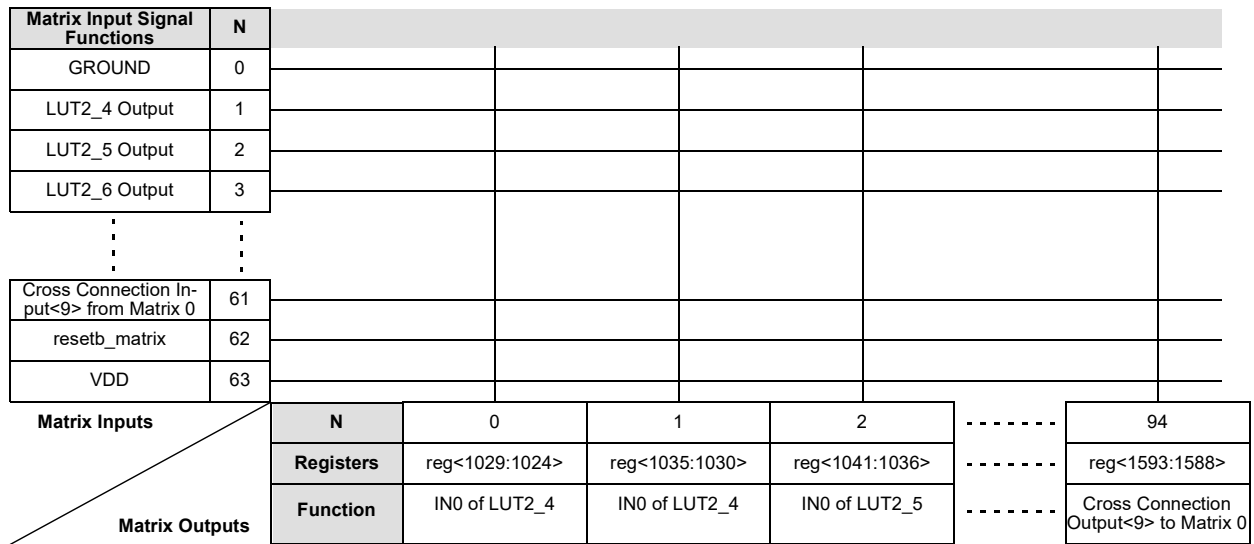 Matrix Input Signal
Functions
N
GROUND
0
LUT2_4 Output
1
LUT2_5 Output
2
LUT2_6 Output
3
Cross Connection In-
put<9> from Matrix 0
61
resetb_matrix
62
VDD
63
Matrix Inputs
Matrix Outputs
N
0
1
2
94
Registers
reg<1029:1024>
reg<1035:1030>
reg<1041:1036>
reg<1593:1588>
Function
IN0 of LUT2_4
IN0 of LUT2_4
IN0 of LUT2_5
Cross Connection
Output<9> to Matrix 0